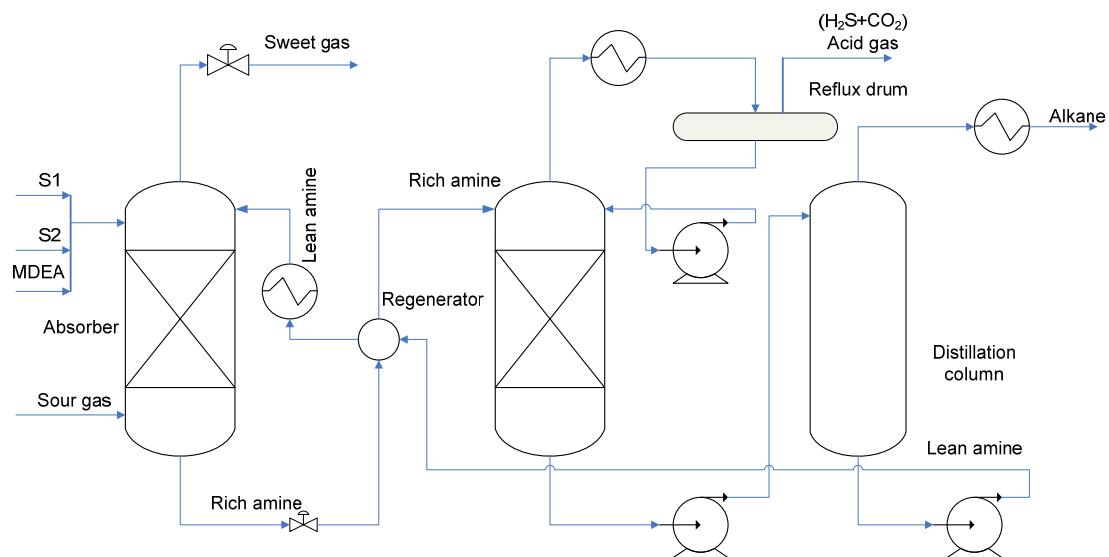 Sweet gas
(H₂S+CO₂)
Acid gas
Reflux drum
Alkane
S1
S2
MDEA
Lean amine
Rich amine
Absorber
Regenerator
Distillation
column
Sour gas
Rich amine
Lean amine